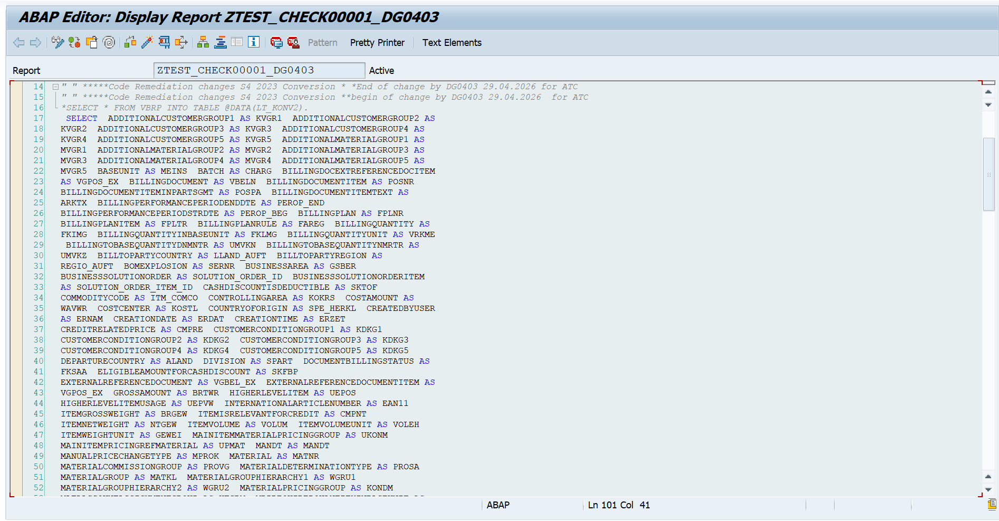 ABAP Editor: Display Report ZTEST_CHECK00001_DG0403
Pattern Pretty Printer Text Elements
Report ZTEST_CHECK00001_DG0403 Active
14 " " *****Code Remediation changes S4 2023 Conversion * *End of change by DG0403 29.04.2026 for ATC
15 " " *****Code Remediation changes S4 2023 Conversion **begin of change by DG0403 29.04.2026  for ATC
16 *SELECT * FROM VBRP INTO TABLE @DATA(LT_KONV2).
17 SELECT  ADDITIONALCUSTOMERGROUP1 AS KVGR1  ADDITIONALCUSTOMERGROUP2 AS
18 KVGR2  ADDITIONALCUSTOMERGROUP3 AS KVGR3  ADDITIONALCUSTOMERGROUP4 AS
19 KVGR4  ADDITIONALCUSTOMERGROUP5 AS KVGR5  ADDITIONALMATERIALGROUP1 AS
20 MVGR1  ADDITIONALMATERIALGROUP2 AS MVGR2  ADDITIONALMATERIALGROUP3 AS
21 MVGR3  ADDITIONALMATERIALGROUP4 AS MVGR4  ADDITIONALMATERIALGROUP5 AS
22 MVGR5  BASEUNIT AS MEINS  BATCH AS CHARG  BILLINGDOCEXTREFERENCEDOCITEM
23 AS VGPOS_EX  BILLINGDOCUMENT AS VBELN  BILLINGDOCUMENTITEM AS POSNR
24 BILLINGDOCUMENTITEMINPARTSGMT AS POSPA  BILLINGDOCUMENTITEMTEXT AS
25 ARKTX  BILLINGPERFORMANCEPERIODENDDTE AS PEROP_END
26 BILLINGPERFORMANCEPERIODSTRDTE AS PEROP_BEG  BILLINGPLAN AS FPLNR
27 BILLINGPLANITEM AS FPLTR  BILLINGPLANRULE AS FAREG  BILLINGQUANTITY AS
28 FKIMG  BILLINGQUANTITYINBASEUNIT AS FKLMG  BILLINGQUANTITYUNIT AS VRKME
29 BILLINGTOBASEQUANTITYDNMNTR AS UMVKN  BILLINGTOBASEQUANTITYNMRTR AS
30 UMVKZ  BILLTOPARTYCOUNTRY AS LLAND_AUFT  BILLTOPARTYREGION AS
31 REGIO_AUFT  BOMEXPLOSION AS SERNR  BUSINESSAREA AS GSBER
32 BUSINESSSOLUTIONORDER AS SOLUTION_ORDER_ID  BUSINESSSOLUTIONORDERITEM
33 AS SOLUTION_ORDER_ITEM_ID  CASHDISCOUNTISDEDUCTIBLE AS SKTOF
34 COMMODITYCODE AS ITM_COMCO  CONTROLLINGAREA AS KOKRS  COSTAMOUNT AS
35 WAVWR  COSTCENTER AS KOSTL  COUNTRYOFORIGIN AS SPE_HERKL  CREATEDBYUSER
36 AS ERNAM  CREATIONDATE AS ERDAT  CREATIONTIME AS ERZET
37 CREDITRELATEDPRICE AS CMPRE  CUSTOMERCONDITIONGROUP1 AS KDKG1
38 CUSTOMERCONDITIONGROUP2 AS KDKG2  CUSTOMERCONDITIONGROUP3 AS KDKG3
39 CUSTOMERCONDITIONGROUP4 AS KDKG4  CUSTOMERCONDITIONGROUP5 AS KDKG5
40 DEPARTURECOUNTRY AS ALAND  DIVISION AS SPART  DOCUMENTBILLINGSTATUS AS
41 FKSAA  ELIGIBLEAMOUNTFORCASHDISCOUNT AS SKFBP
42 EXTERNALREFERENCEDOCUMENT AS VGBEL_EX  EXTERNALREFERENCEDOCUMENTITEM AS
43 VGPOS_EX  GROSSAMOUNT AS BRTWR  HIGHERLEVELITEM AS UEPOS
44 HIGHERLEVELITEMUSAGE AS UEPVW  INTERNATIONALARTICLENUMBER AS EAN11
45 ITEMGROSSWEIGHT AS BRGEW  ITEMISRELEVANTFORCREDIT AS CMPNT
46 ITEMNETWEIGHT AS NTGEW  ITEMVOLUME AS VOLUM  ITEMVOLUMEUNIT AS VOLEH
47 ITEMWEIGHTUNIT AS GEWEI  MAINITEMMATERIALPRICINGGROUP AS UKONM
48 MAINITEMPRICINGREFMATERIAL AS UPMAT  MANDT AS MANDT
49 MANUALPRICECHANGETYPE AS MPROK  MATERIAL AS MATNR
50 MATERIALCOMMISSIONGROUP AS PROVG  MATERIALDETERMINATIONTYPE AS PROSA
51 MATERIALGROUP AS MATKL  MATERIALGROUPHIERARCHY1 AS WGRU1
52 MATERIALGROUPHIERARCHY2 AS WGRU2  MATERIALPRICINGGROUP AS KONDM
ABAP Ln 101 Col 41